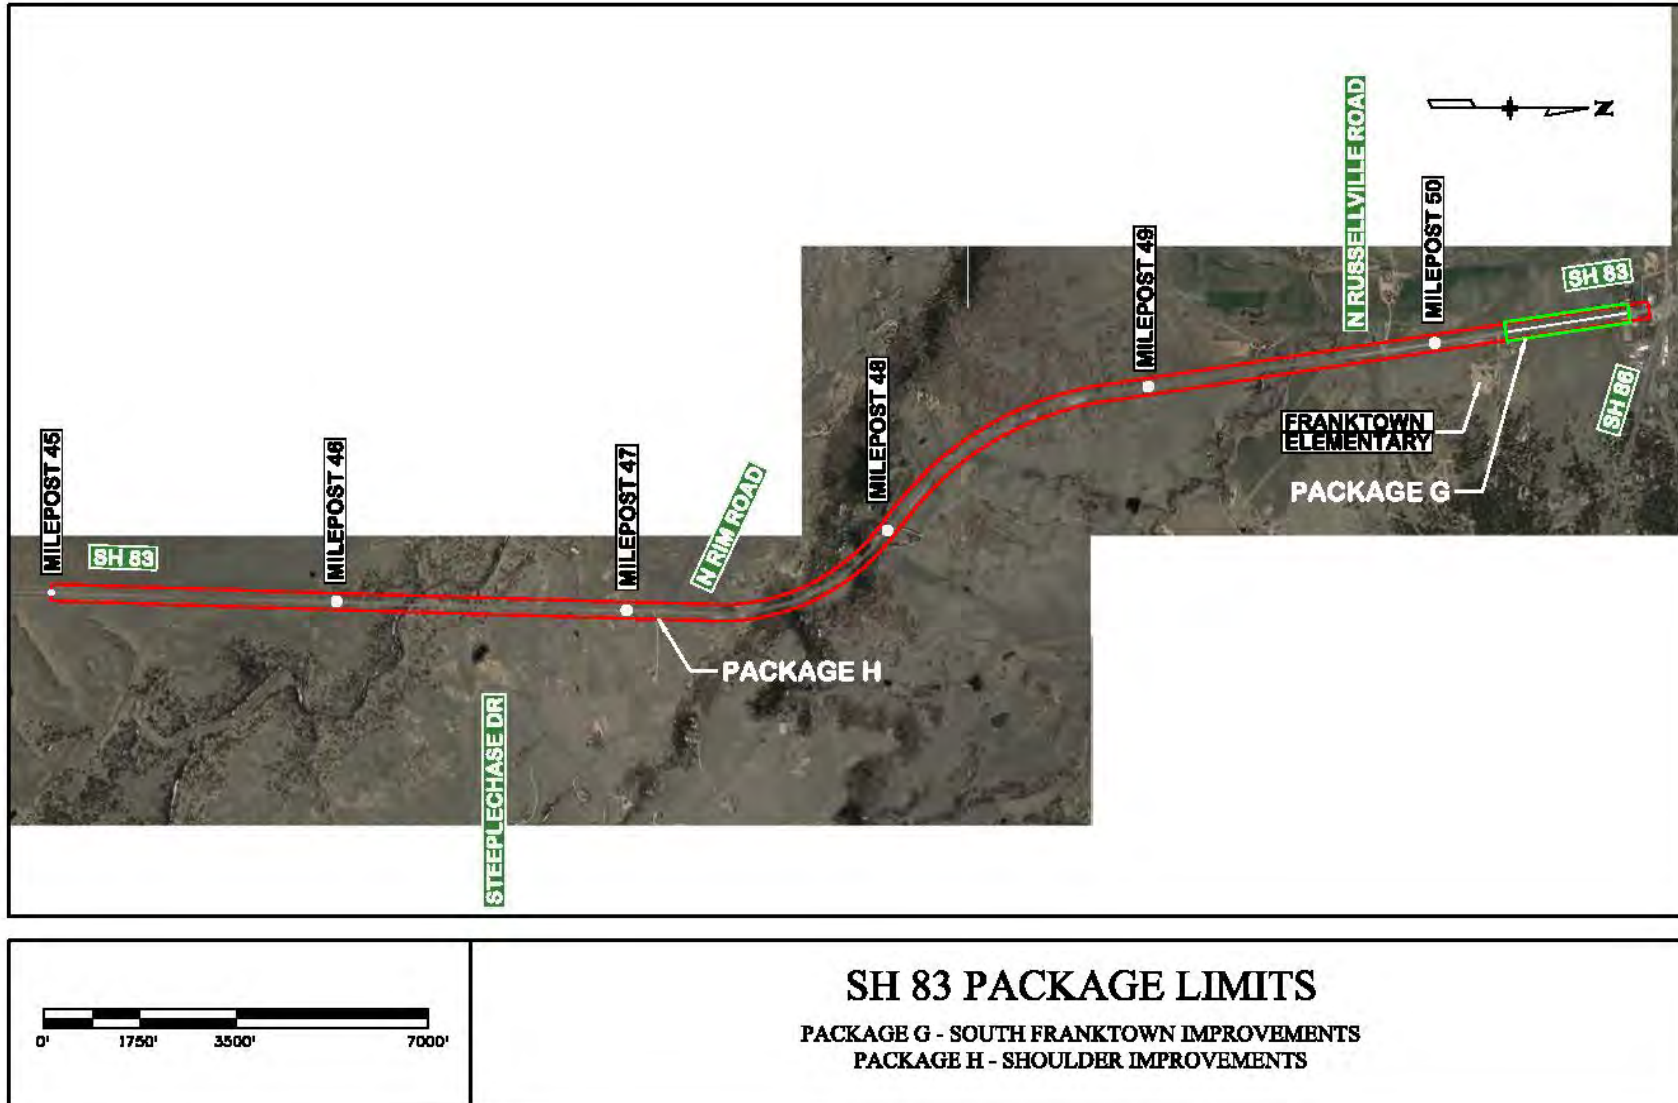 N RUSSELLVILLE ROAD
N
MILEPOST 50
MILEPOST 49
SH 83
MILEPOST 48
SH 86
FRANKTOWN
ELEMENTARY
PACKAGE G
MILEPOST 45
SH 83
MILEPOST 46
MILEPOST 47
N RIM ROAD
PACKAGE H
STEEPLECHASE DR
0' 1750' 3500' 7000'
SH 83 PACKAGE LIMITS
PACKAGE G - SOUTH FRANKTOWN IMPROVEMENTS
PACKAGE H - SHOULDER IMPROVEMENTS